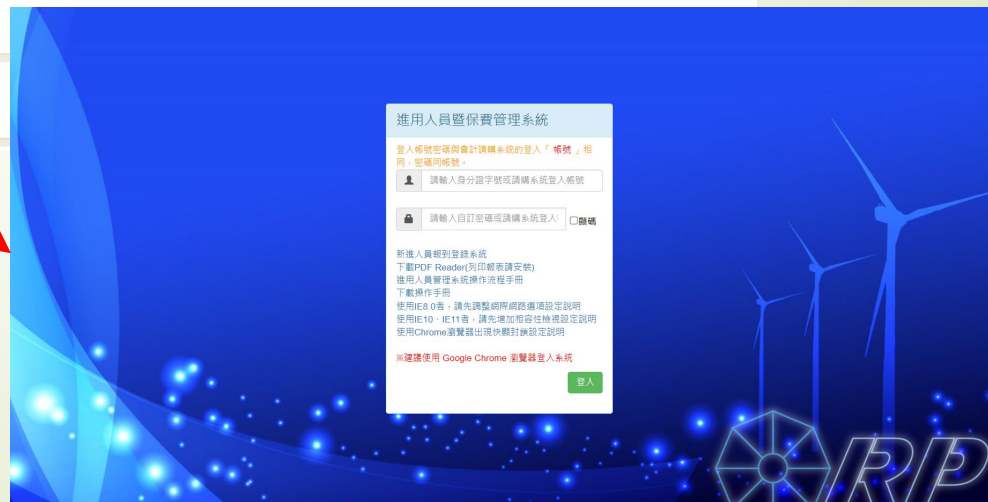 進用人員暨保費管理系統
登入帳號密碼與會計請購系統的登入「 帳號 」相
同，密碼同帳號。
請輸入身分證字號或請購系統登入帳號
請輸入自訂密碼或請購系統登入
顯碼
新進人員報到登錄系統
下載PDF Reader(列印報表請安裝)
進用人員管理系統操作流程手冊
下載操作手冊
使用IE8.0者，請先調整網際網路選項設定說明
使用IE10、IE11者，請先增加相容性檢視設定說明
使用Chrome瀏覽器出現快顯封鎖設定說明
※建議使用 Google Chrome 瀏覽器登入系統
登入
RP